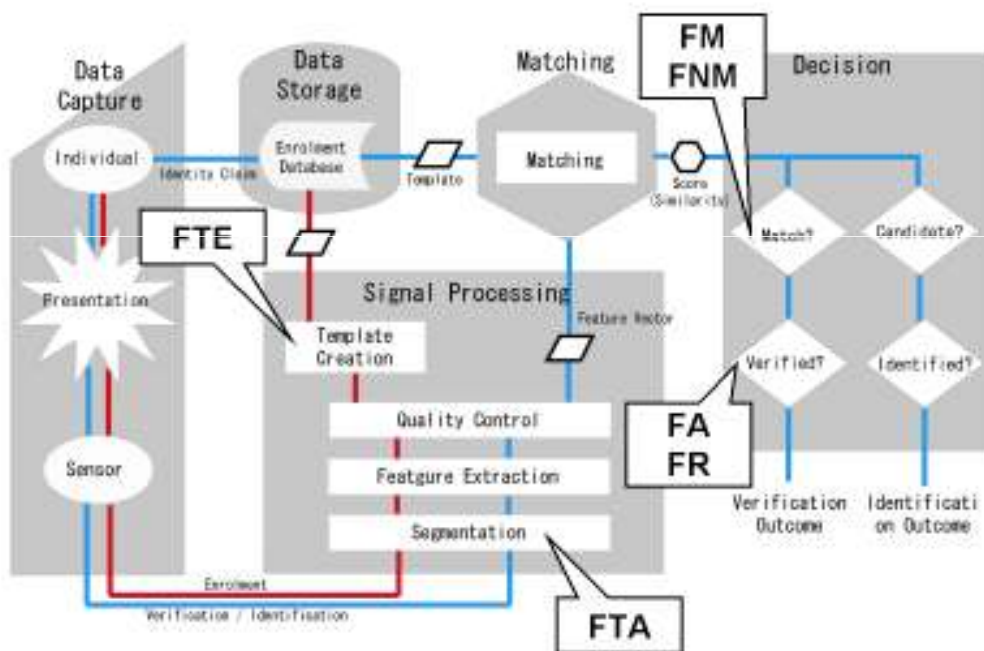 Data
Capture
Individual
Presentation
Sensor
Data
Storage
Enrolment
Database
Identity Claim
Template
Matching
Matching
Score
(Similarity)
FM
FNM
Decision
Match?
Candidate?
Verified?
Identified?
FA
FR
Verification
Outcome
Identificati
on Outcome
FTE
Signal Processing
Template
Creation
Feature Vector
Quality Control
Featgure Extraction
Segmentation
FTA
Enrolment
Verification / Identification